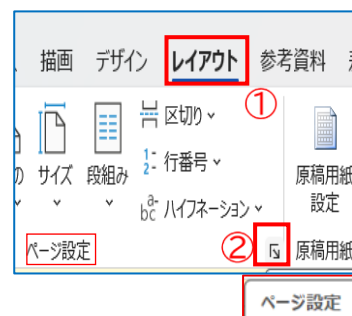 描画 デザイン レイアウト 参考資料
①
区切り
サイズ 段組み 行番号 原稿用紙
設定
ハイフネーション
ページ設定 ② 原稿用紙
ページ設定